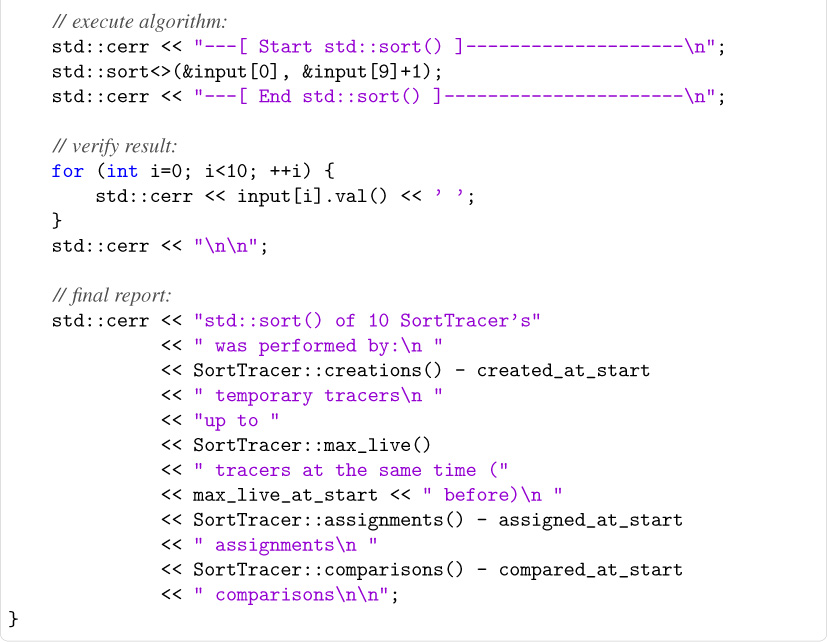 // execute algorithm:
std::cerr << "---[ Start std::sort() ]--------------------\n";
std::sort<>(&input[0], &input[9]+1);
std::cerr << "---[ End std::sort() ]----------------------\n";
// verify result:
for (int i=0; i<10; ++i) {
std::cerr << input[i].val() << ’ ’;
}
std::cerr << "\n\n";
// final report:
std::cerr << "std::sort() of 10 SortTracer’s"
<< " was performed by:\n "
<< SortTracer::creations() - created_at_start
<< " temporary tracers\n "
<< "up to "
<< SortTracer::max_live()
<< " tracers at the same time ("
<< max_live_at_start << " before)\n "
<< SortTracer::assignments() - assigned_at_start
<< " assignments\n "
<< SortTracer::comparisons() - compared_at_start
<< " comparisons\n\n";
}